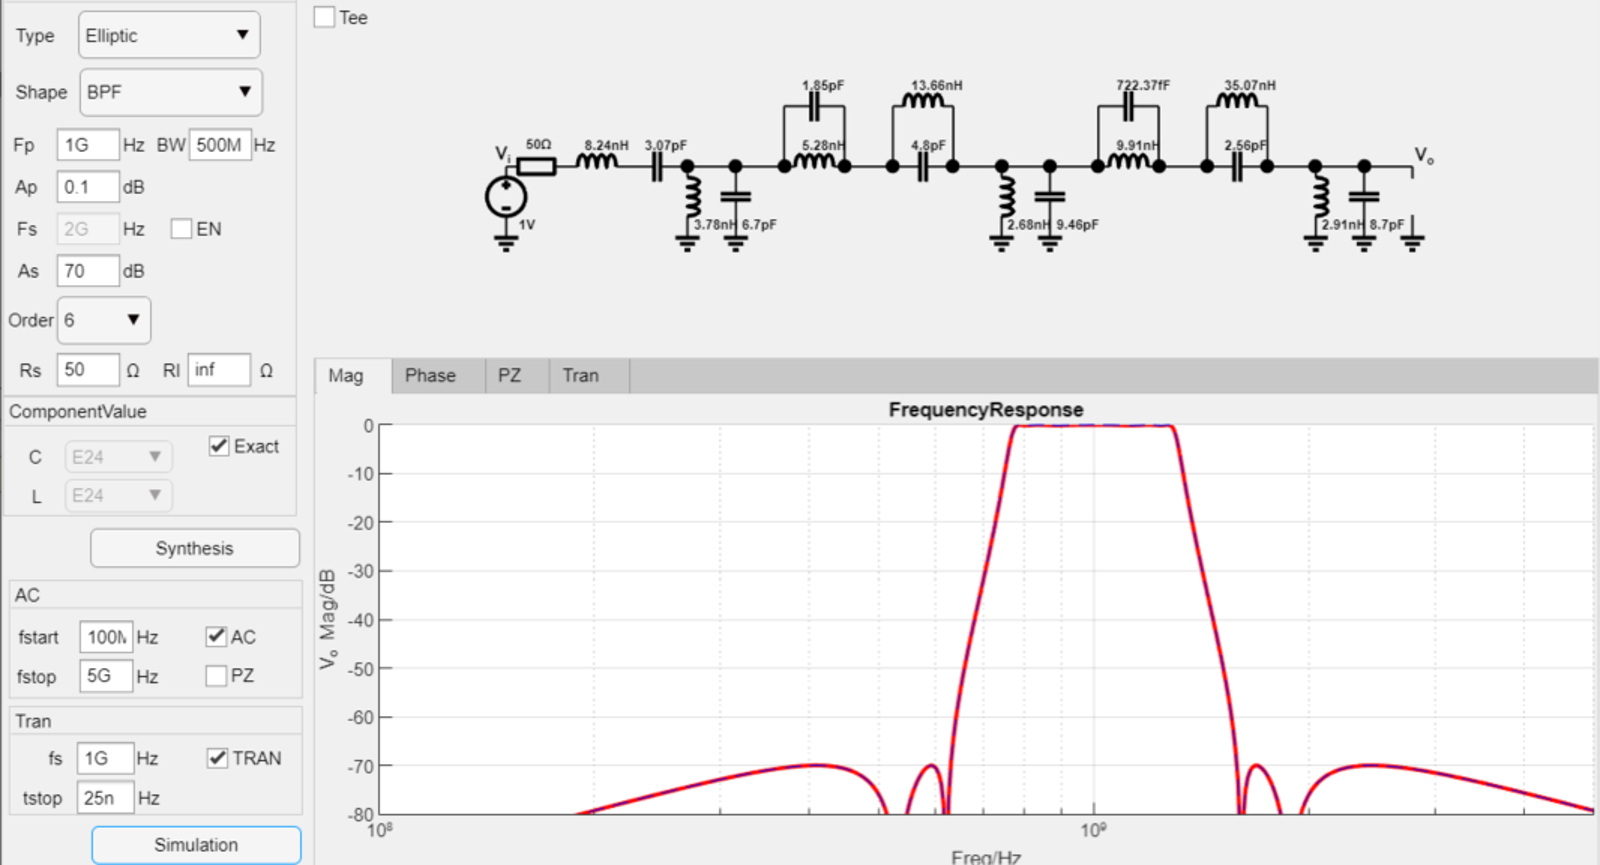 Type Elliptic
Shape BPF
Fp 1G Hz BW 500M Hz
Ap 0.1 dB
Fs 2G Hz EN
As 70 dB
Order 6
Rs 50 Ω Rl inf Ω
ComponentValue
C E24 Exact
L E24
Synthesis
AC
fstart 100M Hz AC
fstop 5G Hz PZ
Tran
fs 1G Hz TRAN
tstop 25n Hz
Simulation
Tee
1.85pF 13.66nH 722.37fF 35.07nH
Vi 50Ω 8.24nH 3.07pF 5.28nH 4.8pF 9.91nH 2.56pF Vo
1V 3.78nH 6.7pF 2.68nH 9.46pF 2.91nH 8.7pF
Mag Phase PZ Tran
FrequencyResponse
0
-10
-20
-30
-40
-50
-60
-70
-80
Vo Mag/dB
10^8 10^9
Freq/Hz